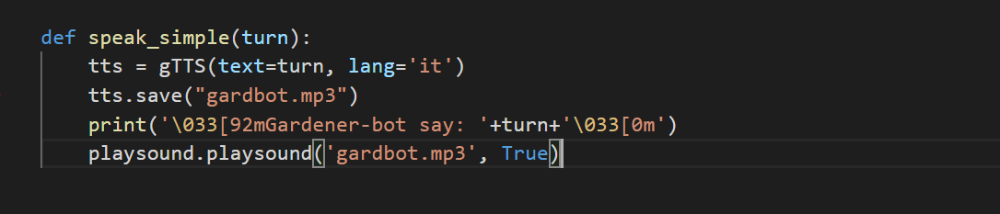 def speak_simple(turn):
    tts = gTTS(text=turn, lang='it')
    tts.save("gardbot.mp3")
    print('\033[92mGardener-bot say: '+turn+'\033[0m')
    playsound.playsound('gardbot.mp3', True)